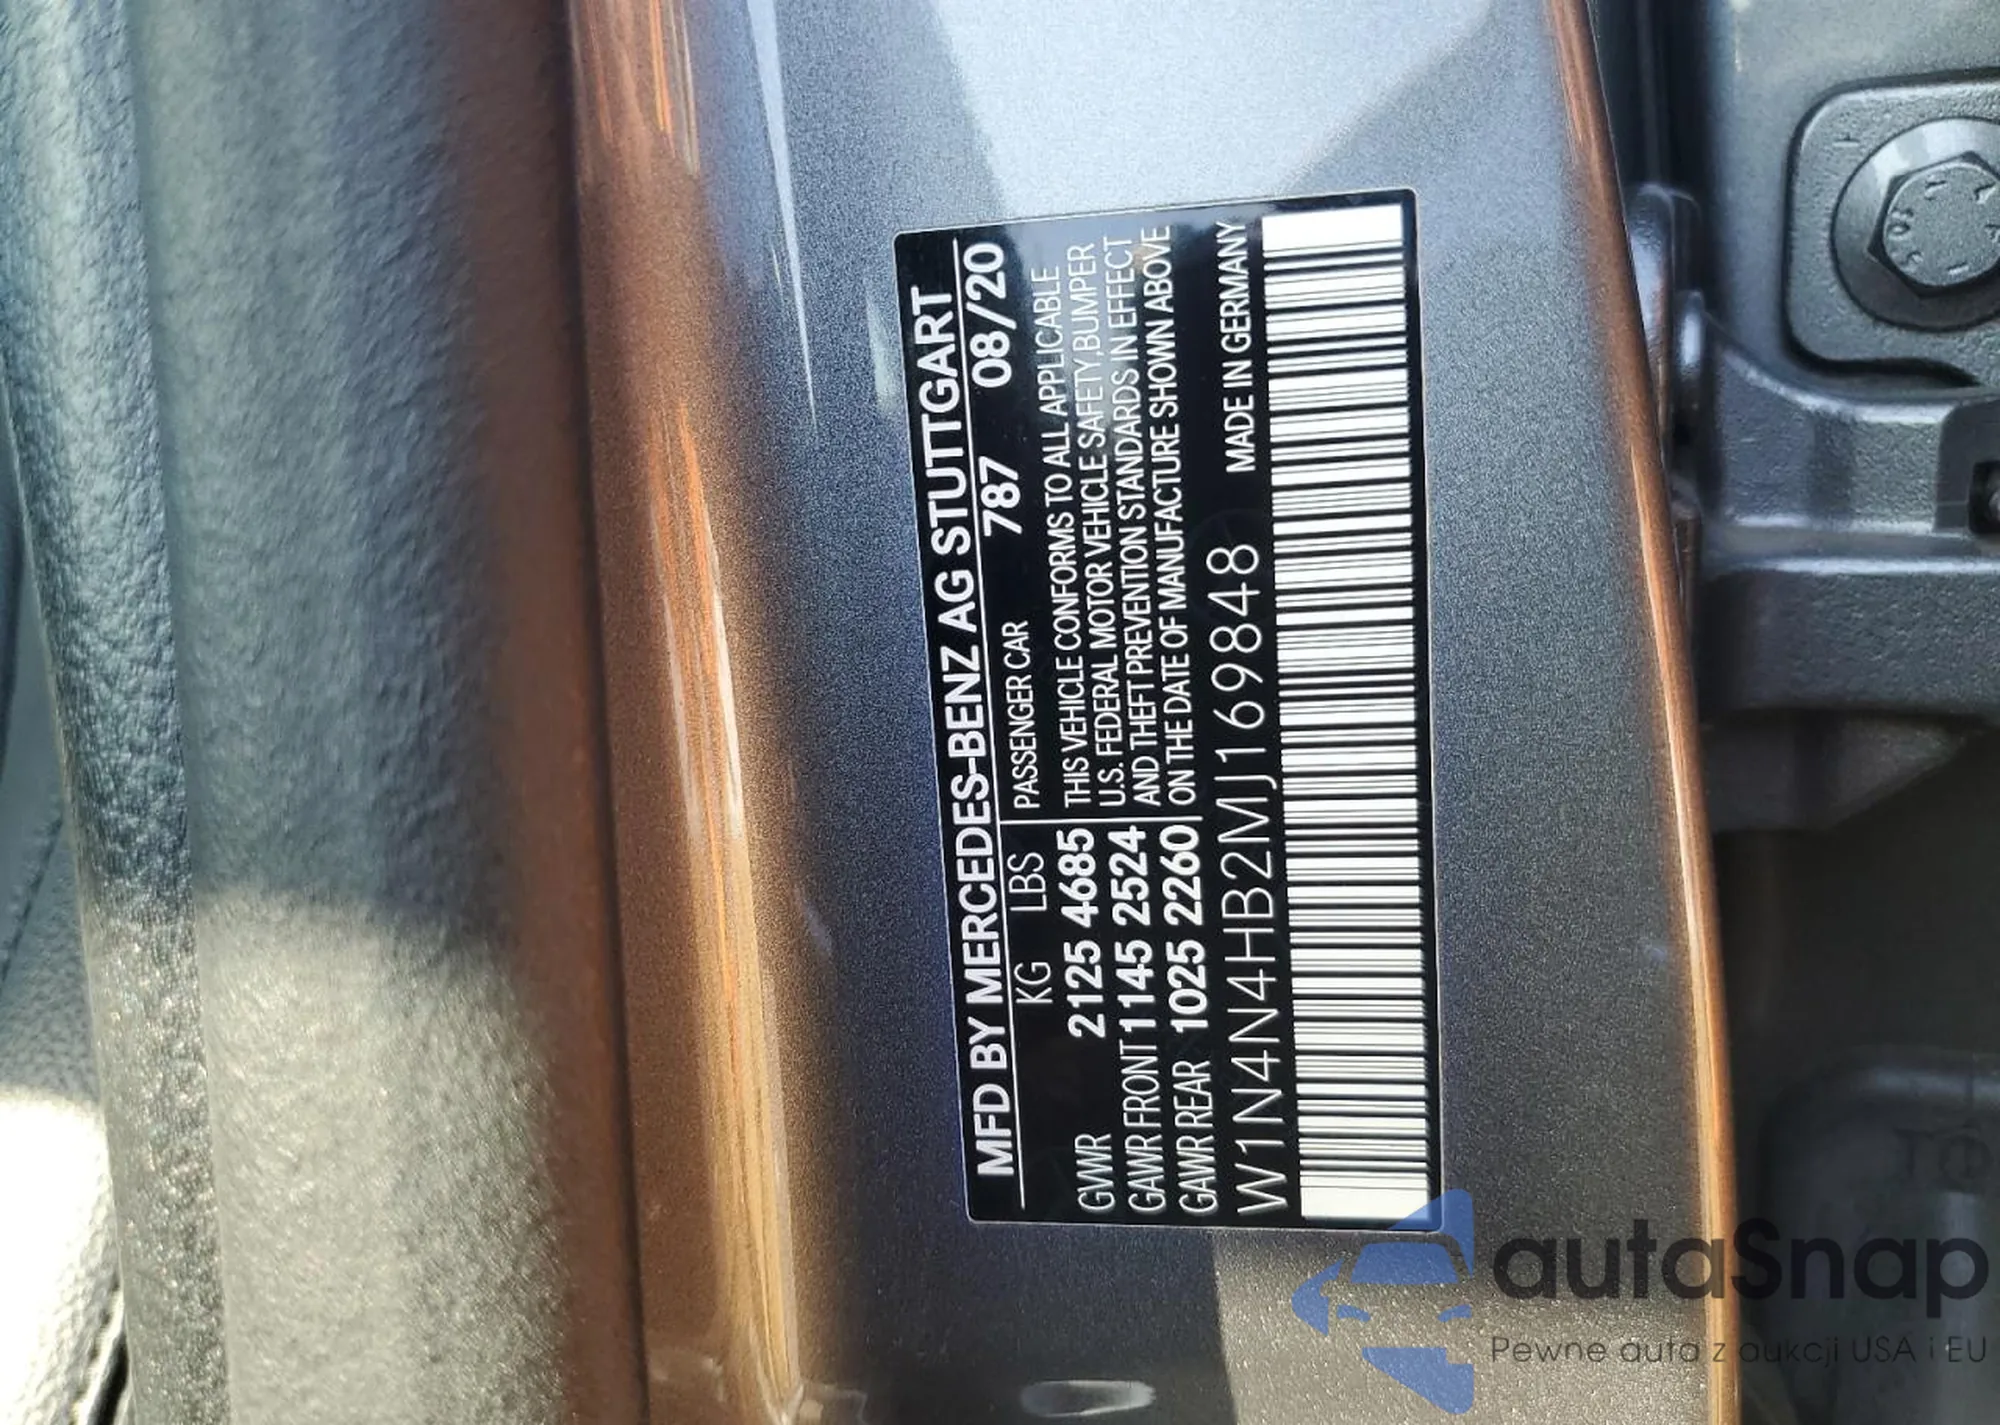 MFD BY MERCEDES-BENZ AG STUTTGART
KG LBS PASSENGER CAR 787 08/20
GVWR 2125 4685 THIS VEHICLE CONFORMS TO ALL APPLICABLE
U.S. FEDERAL MOTOR VEHICLE SAFETY,BUMPER
GAWR FRONT 1145 2524 AND THEFT PREVENTION STANDARDS IN EFFECT
GAWR REAR 1025 2260 ON THE DATE OF MANUFACTURE SHOWN ABOVE
W1N4N4HB2MJ169848 MADE IN GERMANY
autaSnap
Pewne auta z aukcji USA i EU